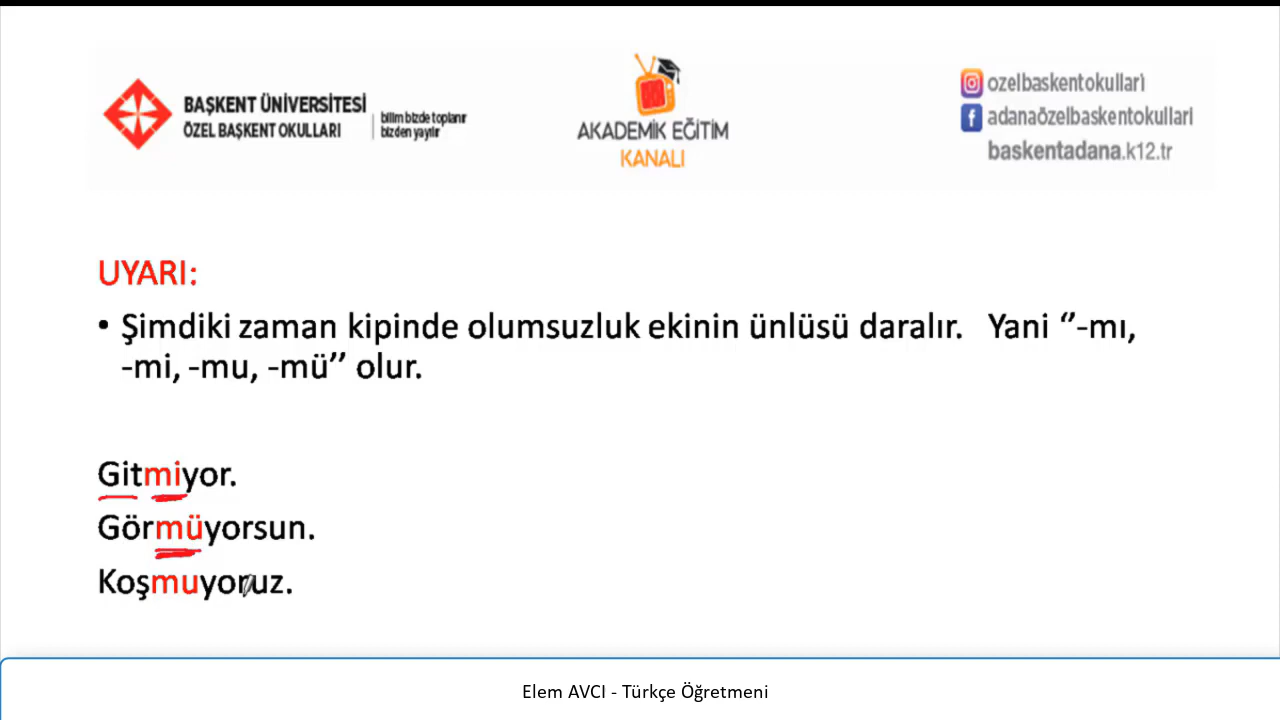 BAŞKENT ÜNİVERSİTESİ
ÖZEL BAŞKENT OKULLARI
bilim bizde toplanır
bizden yayılır
AKADEMİK EĞİTİM
KANALI
ozelbaskentokullari
adanaözelbaskentokullari
baskentadana.k12.tr
UYARI:
• Şimdiki zaman kipinde olumsuzluk ekinin ünlüsü daralır. Yani ‘’-mı,
-mi, -mu, -mü’’ olur.
Gitmiyor.
Görmüyorsun.
Koşmuyoruz.
Elem AVCI - Türkçe Öğretmeni